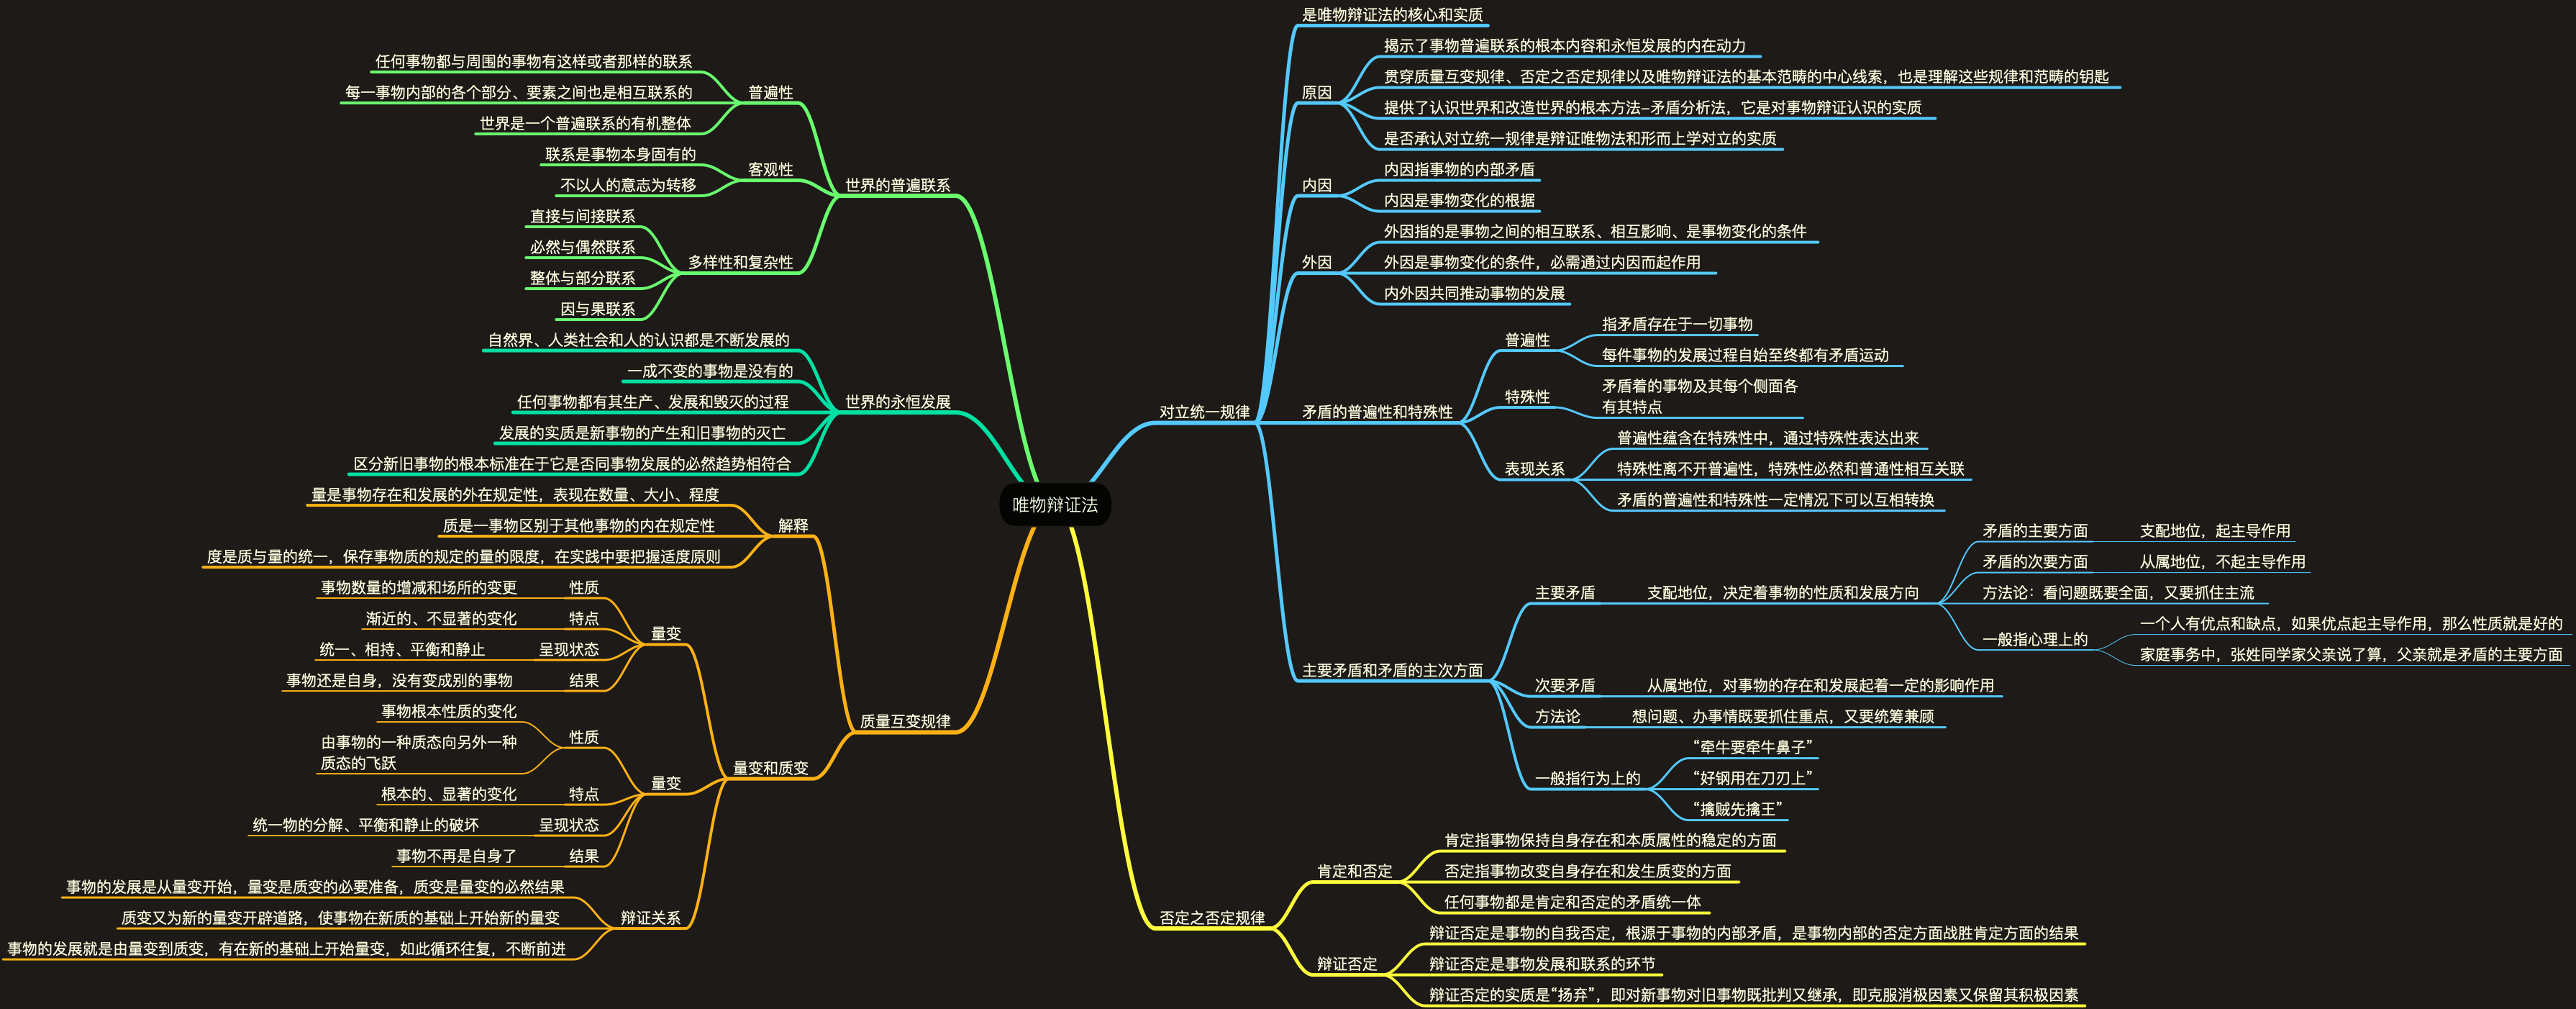 唯物辩证法
世界的普遍联系
普遍性
任何事物都与周围的事物有这样或者那样的联系
每一事物内部的各个部分、要素之间也是相互联系的
世界是一个普遍联系的有机整体
客观性
联系是事物本身固有的
不以人的意志为转移
多样性和复杂性
直接与间接联系
必然与偶然联系
整体与部分联系
因与果联系
世界的永恒发展
自然界、人类社会和人的认识都是不断发展的
一成不变的事物是没有的
任何事物都有其生产、发展和毁灭的过程
发展的实质是新事物的产生和旧事物的灭亡
区分新旧事物的根本标准在于它是否同事物发展的必然趋势相符合
质量互变规律
解释
量是事物存在和发展的外在规定性，表现在数量、大小、程度
质是一事物区别于其他事物的内在规定性
度是质与量的统一，保存事物质的规定的量的限度，在实践中要把握适度原则
量变和质变
量变
性质
事物数量的增减和场所的变更
特点
渐近的、不显著的变化
呈现状态
统一、相持、平衡和静止
结果
事物还是自身，没有变成别的事物
量变
性质
事物根本性质的变化
由事物的一种质态向另外一种
质态的飞跃
特点
根本的、显著的变化
呈现状态
统一物的分解、平衡和静止的破坏
结果
事物不再是自身了
辩证关系
事物的发展是从量变开始，量变是质变的必要准备，质变是量变的必然结果
质变又为新的量变开辟道路，使事物在新质的基础上开始新的量变
事物的发展就是由量变到质变，有在新的基础上开始量变，如此循环往复，不断前进
对立统一规律
是唯物辩证法的核心和实质
原因
揭示了事物普遍联系的根本内容和永恒发展的内在动力
贯穿质量互变规律、否定之否定规律以及唯物辩证法的基本范畴的中心线索，也是理解这些规律和范畴的钥匙
提供了认识世界和改造世界的根本方法–矛盾分析法，它是对事物辩证认识的实质
是否承认对立统一规律是辩证唯物法和形而上学对立的实质
内因
内因指事物的内部矛盾
内因是事物变化的根据
外因
外因指的是事物之间的相互联系、相互影响、是事物变化的条件
外因是事物变化的条件，必需通过内因而起作用
内外因共同推动事物的发展
矛盾的普遍性和特殊性
普遍性
指矛盾存在于一切事物
每件事物的发展过程自始至终都有矛盾运动
特殊性
矛盾着的事物及其每个侧面各
有其特点
表现关系
普遍性蕴含在特殊性中，通过特殊性表达出来
特殊性离不开普遍性，特殊性必然和普通性相互关联
矛盾的普遍性和特殊性一定情况下可以互相转换
主要矛盾和矛盾的主次方面
主要矛盾
支配地位，决定着事物的性质和发展方向
矛盾的主要方面
支配地位，起主导作用
矛盾的次要方面
从属地位，不起主导作用
方法论：看问题既要全面，又要抓住主流
一般指心理上的
一个人有优点和缺点，如果优点起主导作用，那么性质就是好的
家庭事务中，张姓同学家父亲说了算，父亲就是矛盾的主要方面
次要矛盾
从属地位，对事物的存在和发展起着一定的影响作用
方法论
想问题、办事情既要抓住重点，又要统筹兼顾
一般指行为上的
“牵牛要牵牛鼻子”
“好钢用在刀刃上”
“擒贼先擒王”
否定之否定规律
肯定和否定
肯定指事物保持自身存在和本质属性的稳定的方面
否定指事物改变自身存在和发生质变的方面
任何事物都是肯定和否定的矛盾统一体
辩证否定
辩证否定是事物的自我否定，根源于事物的内部矛盾，是事物内部的否定方面战胜肯定方面的结果
辩证否定是事物发展和联系的环节
辩证否定的实质是“扬弃”，即对新事物对旧事物既批判又继承，即克服消极因素又保留其积极因素